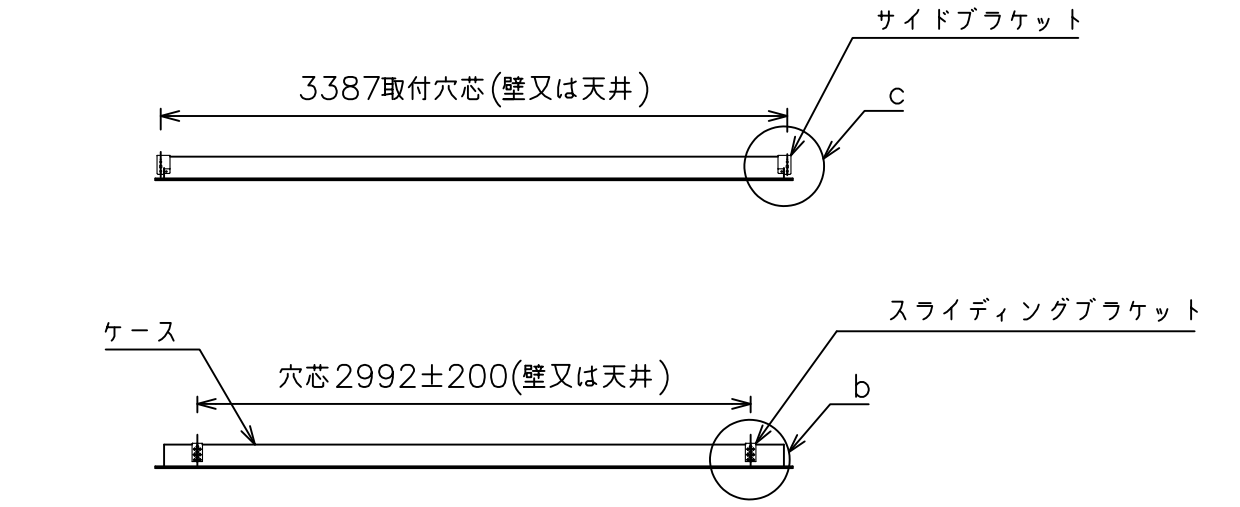 サイドブラケット
3387取付穴芯(壁又は天井)
c
スライディングブラケット
ケース
穴芯2992±200(壁又は天井)
b